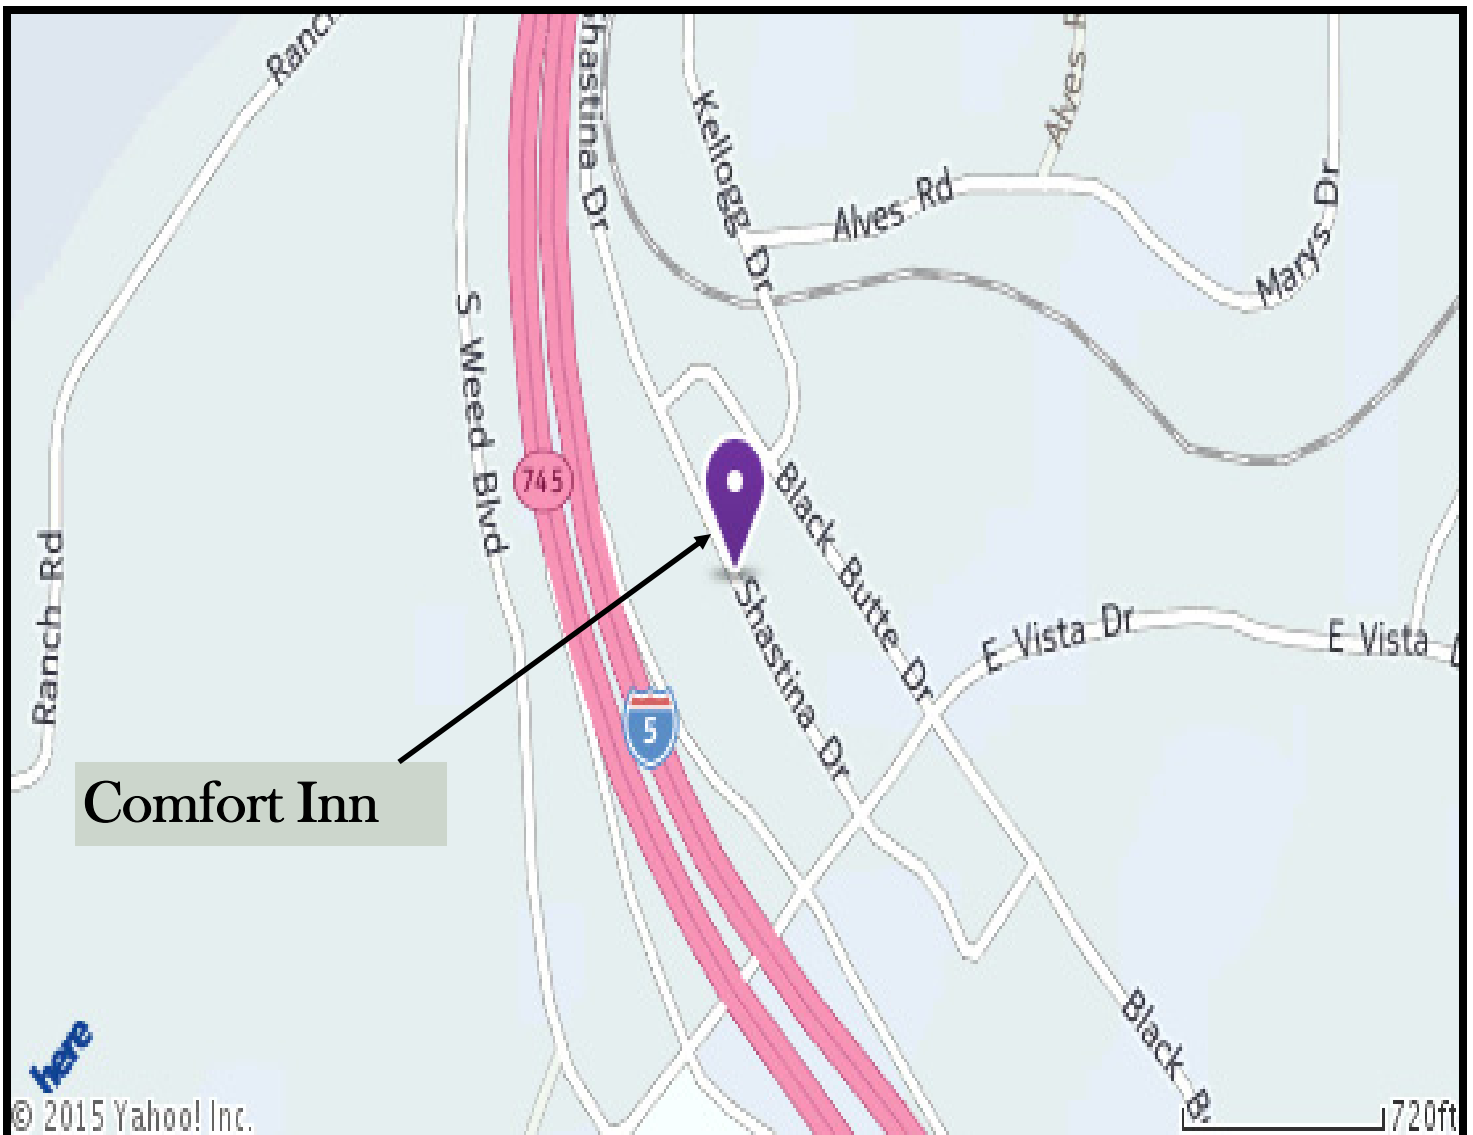 Ranch
hastina Dr
Kellogg Dr
Alves R
Alves Rd
Marys Dr
S Weed Blvd
745
Black Butte Dr
Ranch Rd
Shastina Dr
E Vista Dr
E Vista D
5
Comfort Inn
Black B
here
© 2015 Yahoo! Inc.
720ft